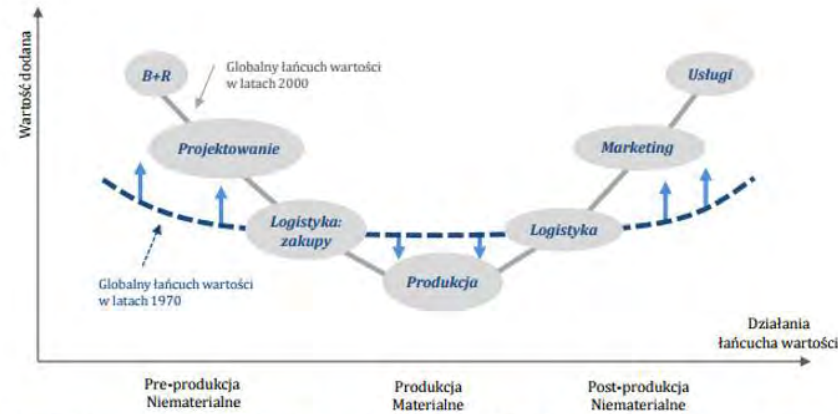 Wartość dodana
B+R
Globalny łańcuch wartości
w latach 2000
Usługi
Projektowanie
Marketing
Logistyka:
zakupy
Logistyka
Produkcja
Globalny łańcuch wartości
w latach 1970
Działania
łańcucha wartości
Pre-produkcja
Niematerialne
Produkcja
Materialne
Post-produkcja
Niematerialne